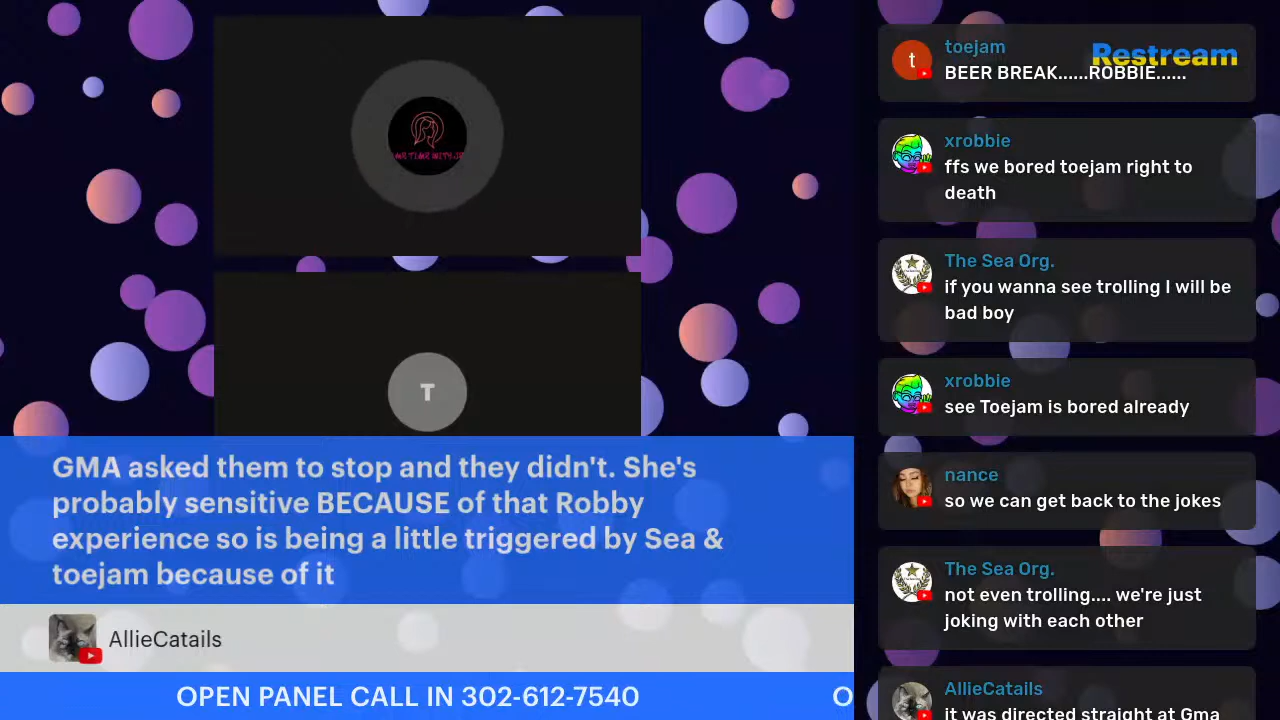 ME TIME WITH JP
T
GMA asked them to stop and they didn't. She's
probably sensitive BECAUSE of that Robby
experience so is being a little triggered by Sea &
toejam because of it
AllieCatails
OPEN PANEL CALL IN 302-612-7540
O
Restream
t
toejam
BEER BREAK......ROBBIE......
xrobbie
ffs we bored toejam right to
death
The Sea Org.
if you wanna see trolling I will be
bad boy
xrobbie
see Toejam is bored already
nance
so we can get back to the jokes
The Sea Org.
not even trolling.... we're just
joking with each other
AllieCatails
it was directed straight at Gma